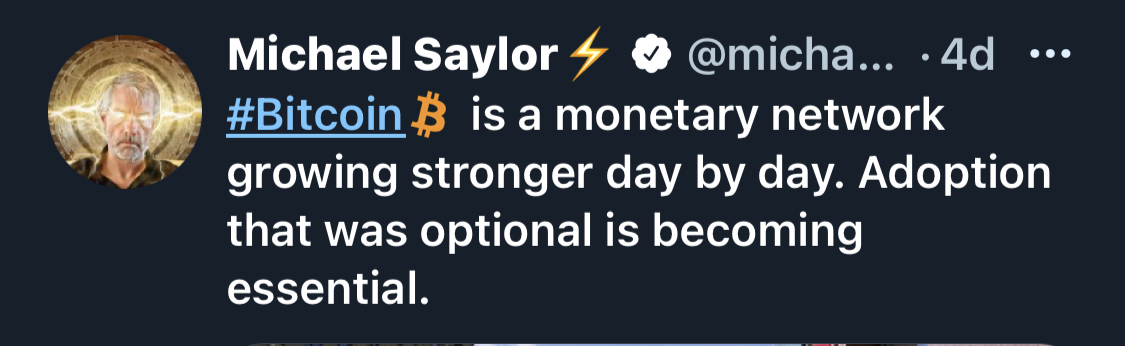 Michael Saylor⚡ @micha... · 4d ...
#Bitcoin₿ is a monetary network
growing stronger day by day. Adoption
that was optional is becoming
essential.